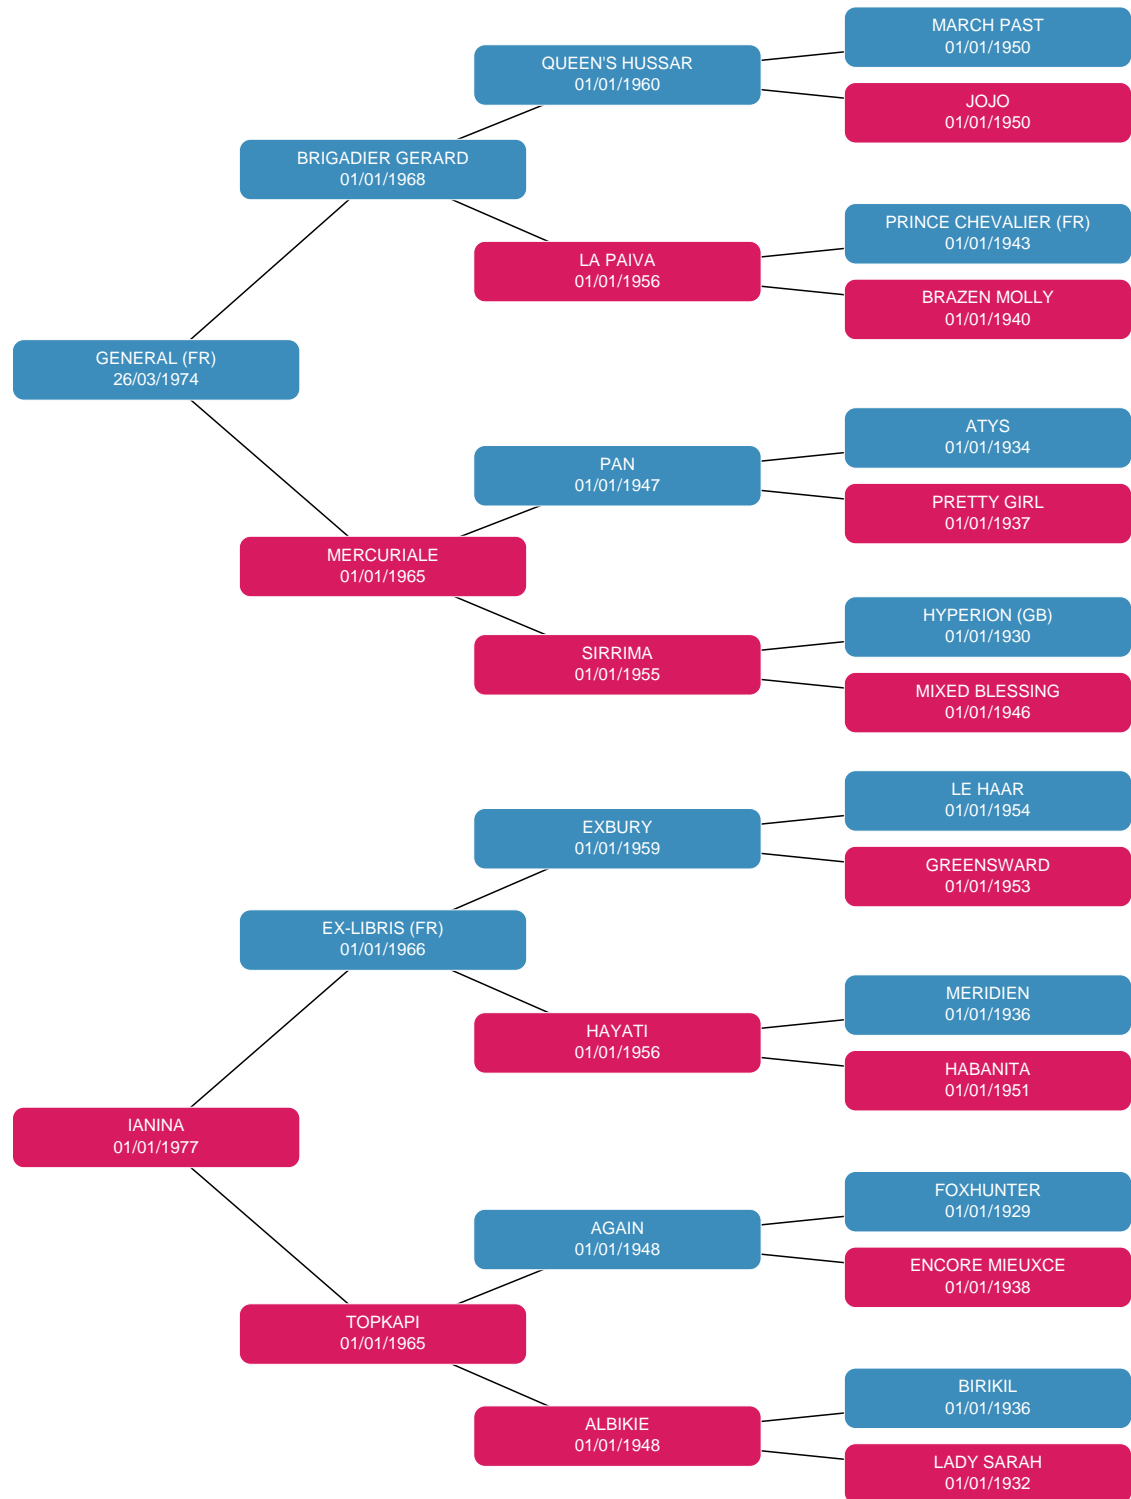 MARCH PAST
01/01/1950
QUEEN'S HUSSAR
01/01/1960
JOJO
01/01/1950
BRIGADIER GERARD
01/01/1968
PRINCE CHEVALIER (FR)
01/01/1943
LA PAIVA
01/01/1956
BRAZEN MOLLY
01/01/1940
GENERAL (FR)
26/03/1974
ATYS
01/01/1934
PAN
01/01/1947
PRETTY GIRL
01/01/1937
MERCURIALE
01/01/1965
HYPERION (GB)
01/01/1930
SIRRIMA
01/01/1955
MIXED BLESSING
01/01/1946
LE HAAR
01/01/1954
EXBURY
01/01/1959
GREENSWARD
01/01/1953
EX-LIBRIS (FR)
01/01/1966
MERIDIEN
01/01/1936
HAYATI
01/01/1956
HABANITA
01/01/1951
IANINA
01/01/1977
FOXHUNTER
01/01/1929
AGAIN
01/01/1948
ENCORE MIEUXCE
01/01/1938
TOPKAPI
01/01/1965
BIRIKIL
01/01/1936
ALBIKIE
01/01/1948
LADY SARAH
01/01/1932